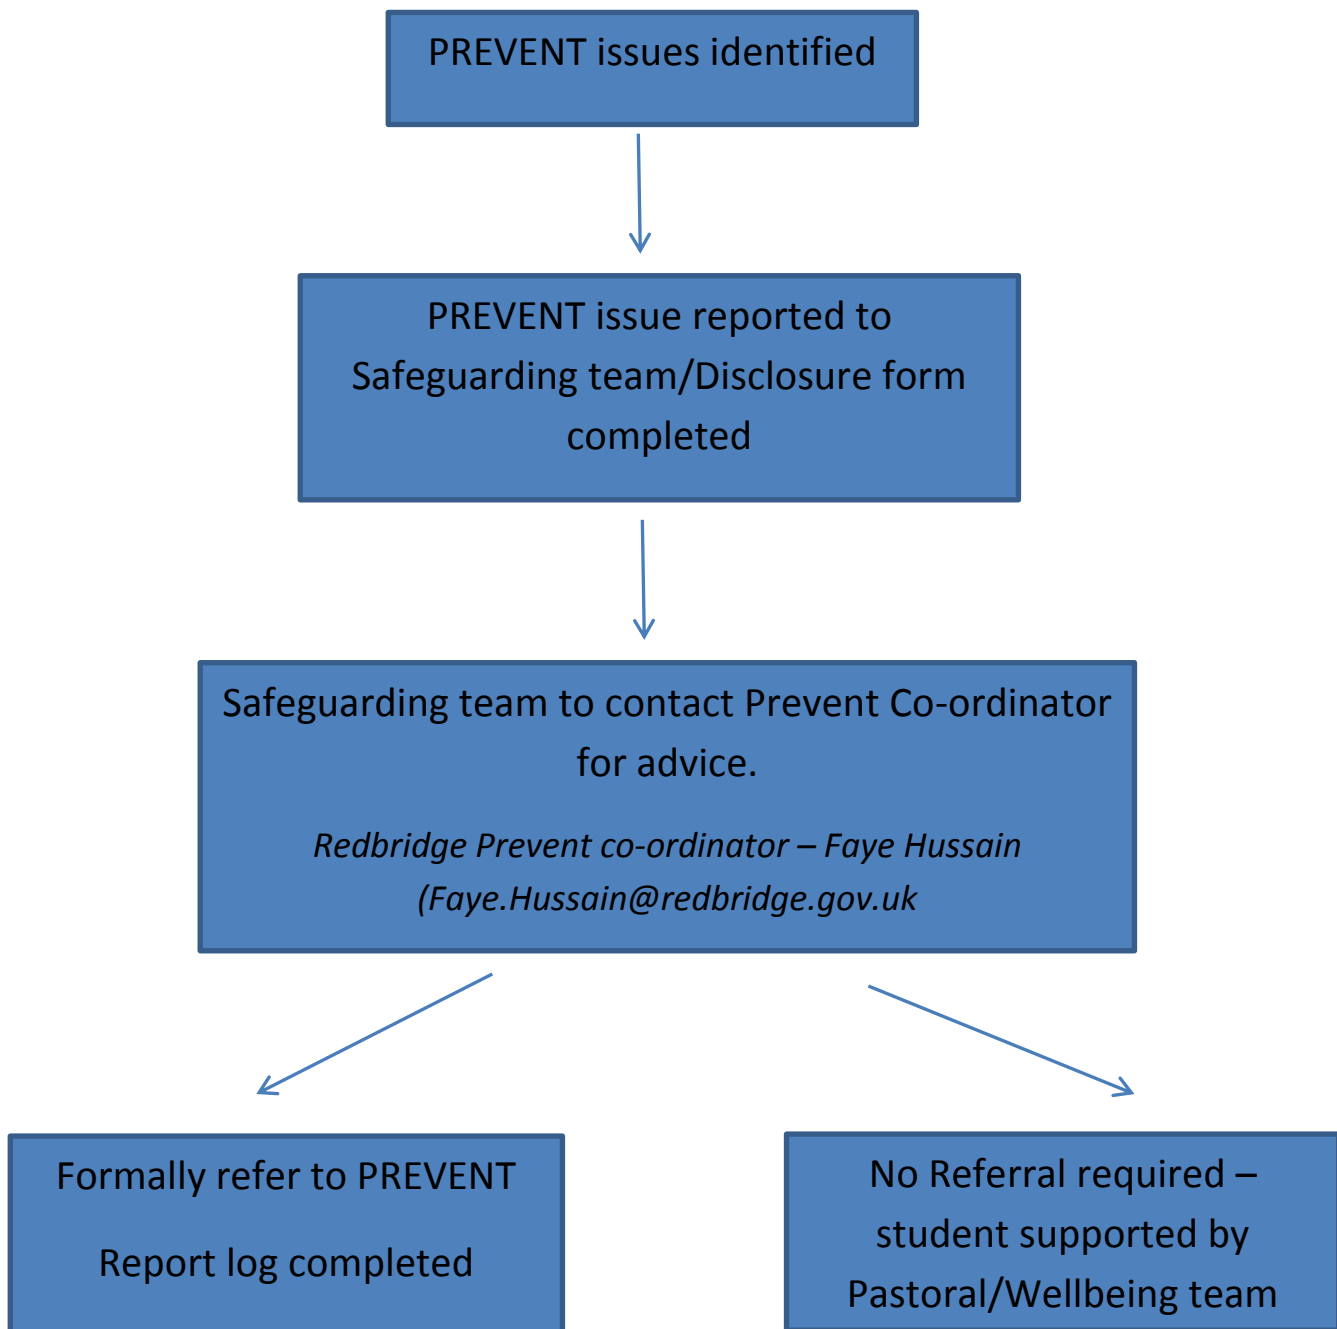 PREVENT issues identified
PREVENT issue reported to
Safeguarding team/Disclosure form
completed
Safeguarding team to contact Prevent Co-ordinator
for advice.
Redbridge Prevent co-ordinator – Faye Hussain
(Faye.Hussain@redbridge.gov.uk
Formally refer to PREVENT
Report log completed
No Referral required –
student supported by
Pastoral/Wellbeing team